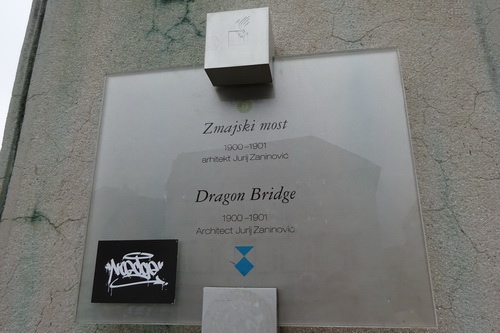 Zmajski most
1900–1901
arhitekt Jurij Zaninović
Dragon Bridge
1900–1901
Architect Jurij Zaninović